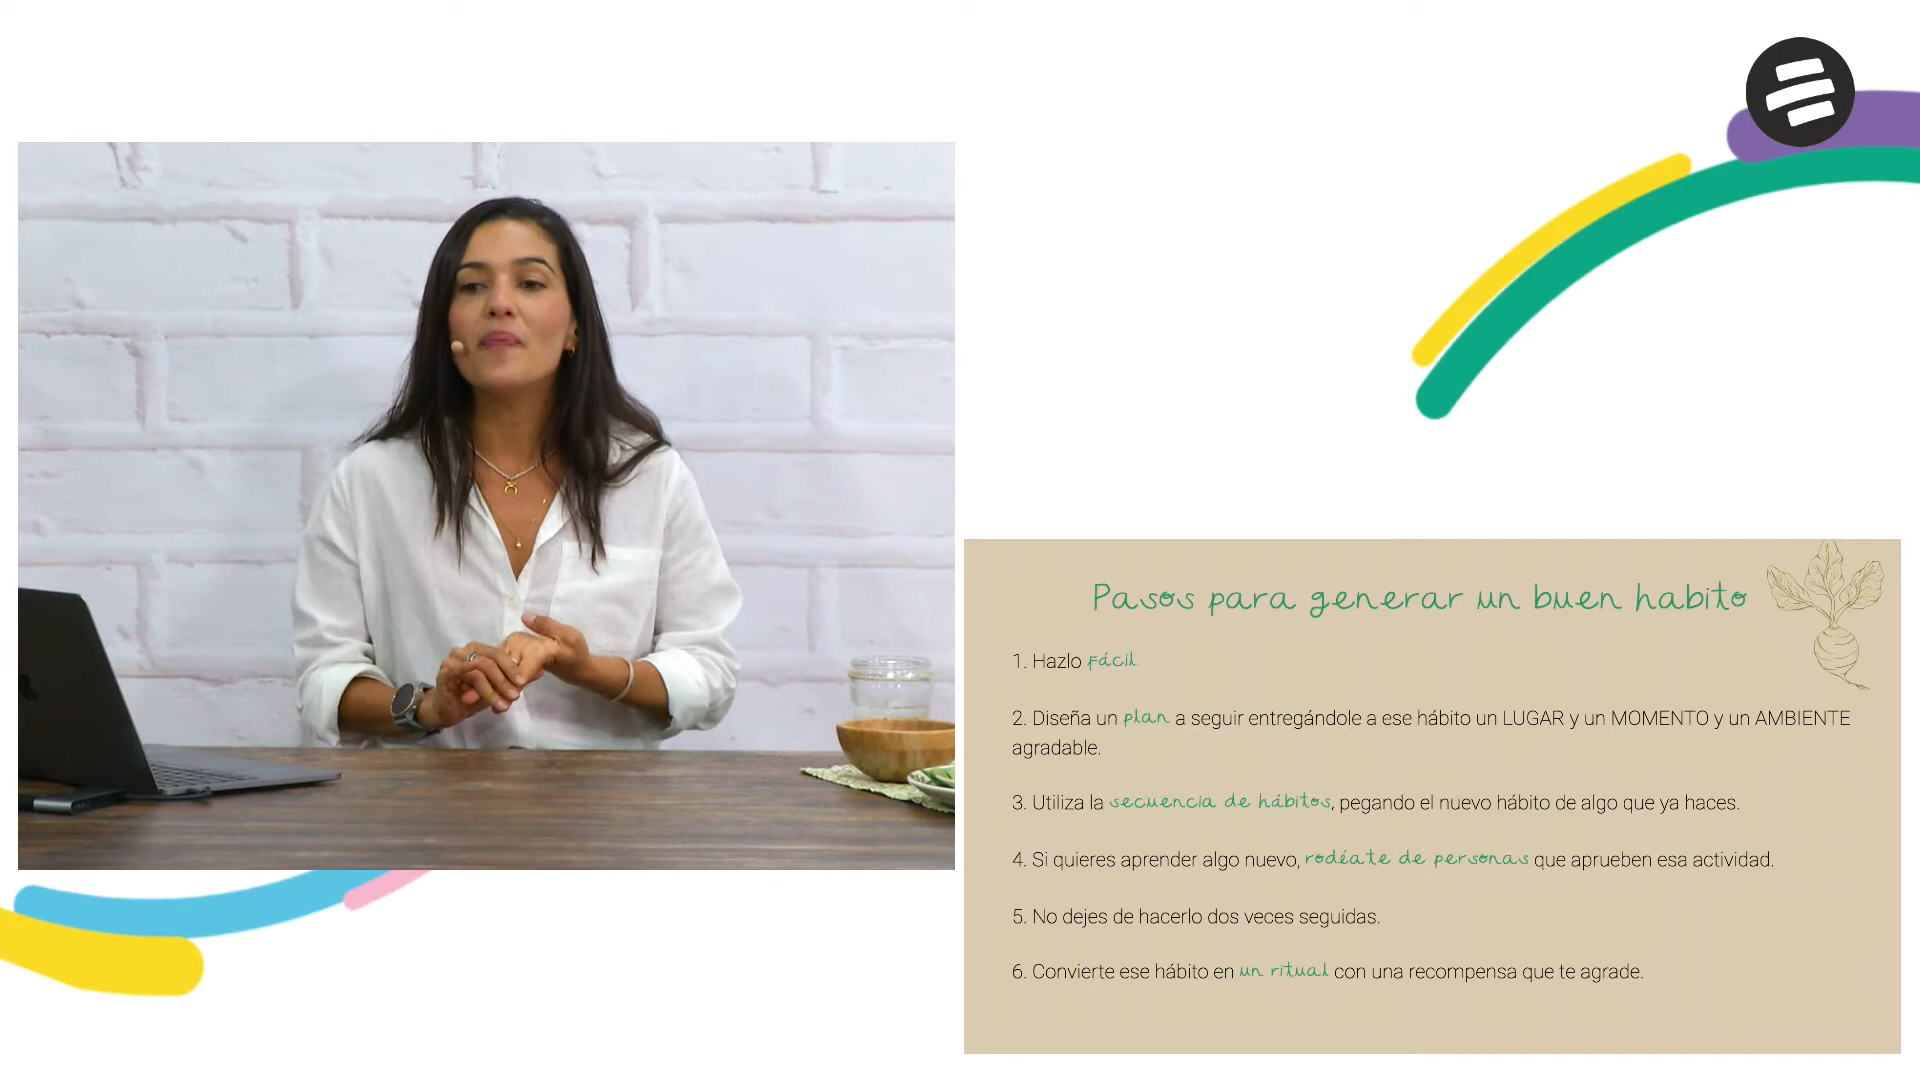 Pasos para generar un buen habito
1. Hazlo fácil.
2. Diseña un plan a seguir entregándole a ese hábito un LUGAR y un MOMENTO y un AMBIENTE
agradable.
3. Utiliza la secuencia de hábitos, pegando el nuevo hábito de algo que ya haces.
4. Si quieres aprender algo nuevo, rodéate de personas que aprueben esa actividad.
5. No dejes de hacerlo dos veces seguidas.
6. Convierte ese hábito en un ritual con una recompensa que te agrade.